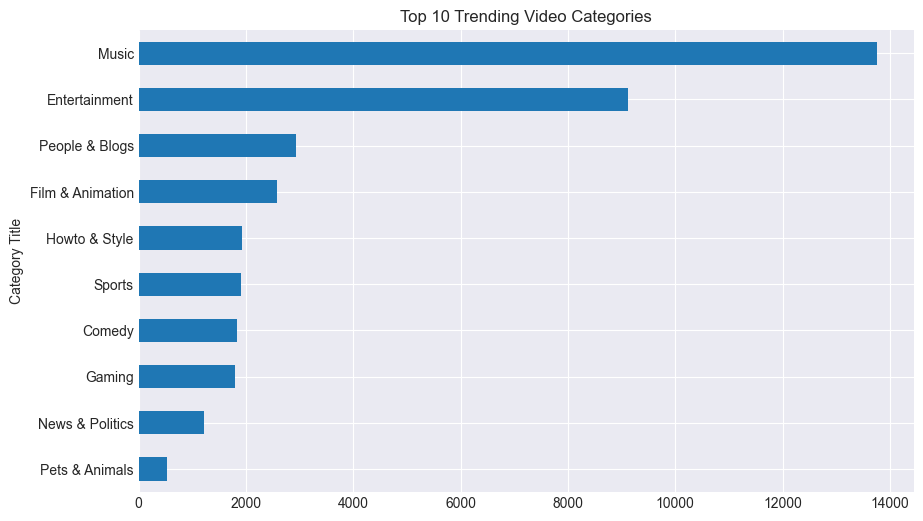 Top 10 Trending Video Categories
Category Title
Music
Entertainment
People & Blogs
Film & Animation
Howto & Style
Sports
Comedy
Gaming
News & Politics
Pets & Animals
0 2000 4000 6000 8000 10000 12000 14000